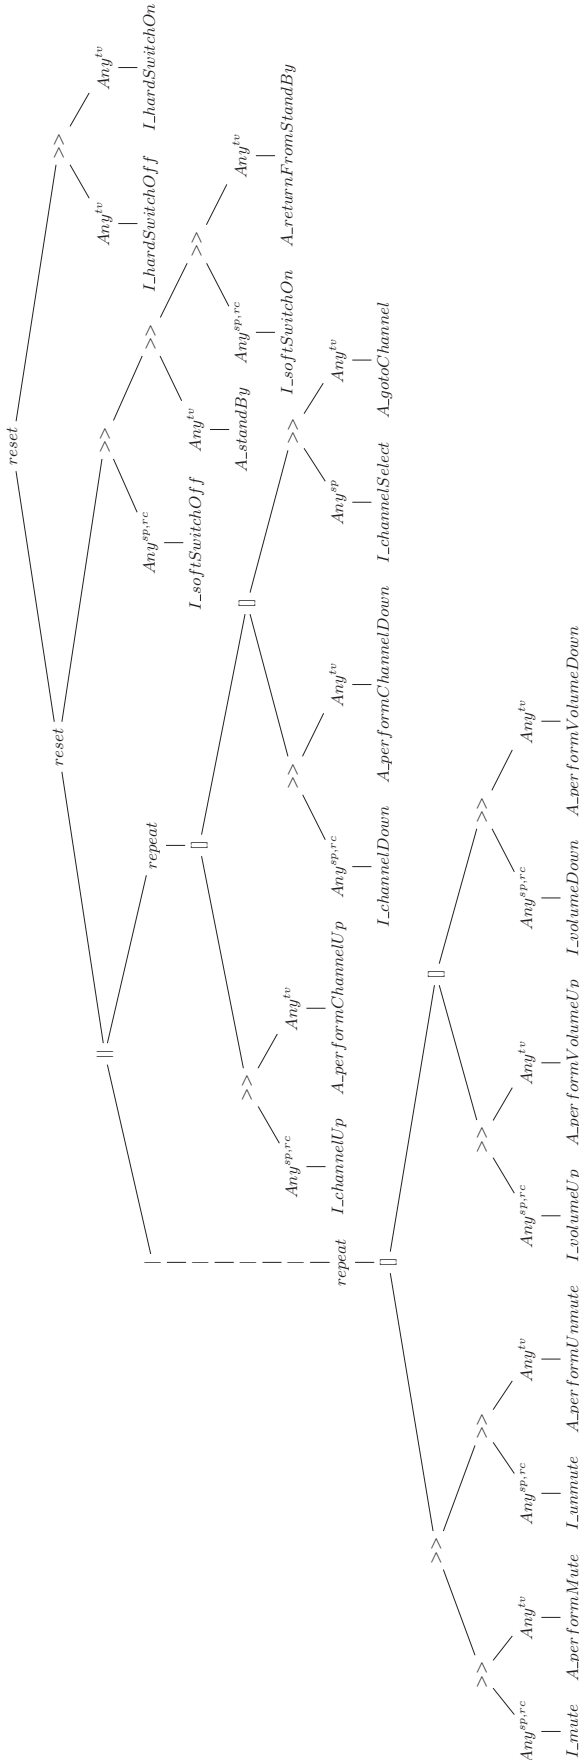 reset
reset >>
|| >> Any^tv Any^tv
repeat Any^sp,rc >> I_hardSwitchOff I_hardSwitchOn
[] I_softSwitchOff Any^tv >>
>> [] A_standBy Any^sp,rc Any^tv
Any^sp,rc Any^tv >> >> I_softSwitchOn A_returnFromStandBy
repeat I_channelUp A_performChannelUp Any^sp,rc Any^tv Any^sp Any^tv
[] I_channelDown A_performChannelDown I_channelSelect A_gotoChannel
>> []
>> >> >> >>
Any^sp,rc Any^tv Any^sp,rc Any^tv Any^sp,rc Any^tv Any^sp,rc Any^tv
I_mute A_performMute I_unmute A_performUnmute I_volumeUp A_performVolumeUp I_volumeDown A_performVolumeDown